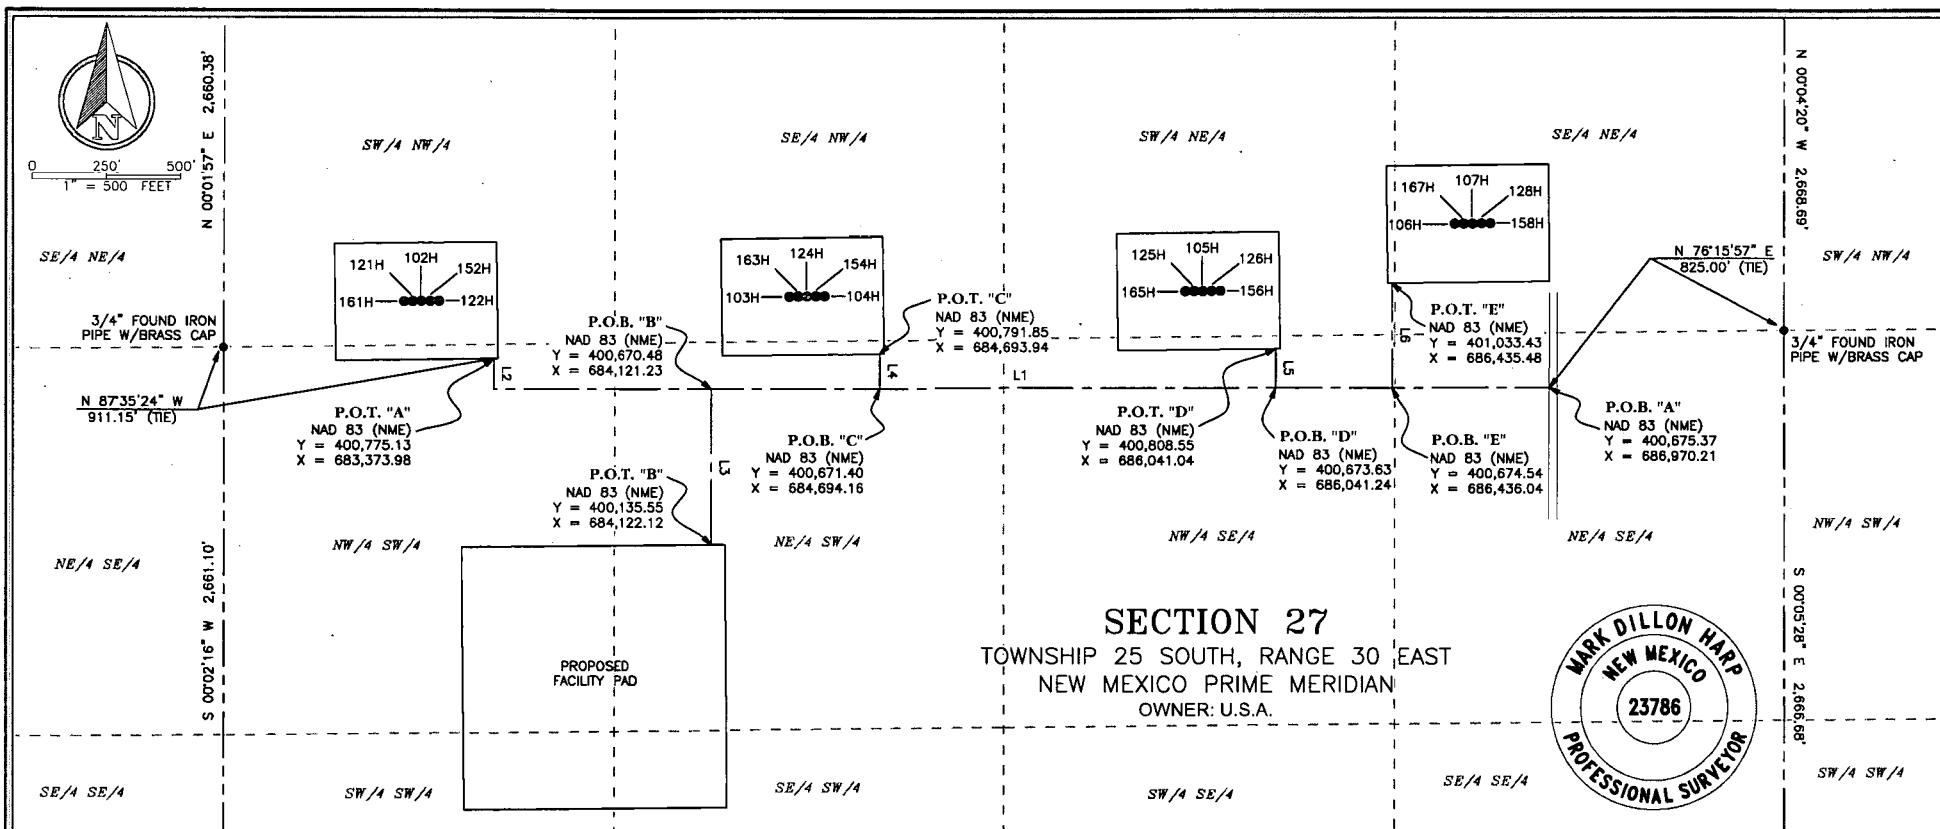 N
0 250' 500'
1" = 500 FEET
N 00°01'57" E 2,660.38'
S 00°02'16" W 2,661.10'
N 00°04'20" W 2,668.69'
S 00°05'28" E 2,666.68'
SW/4 NW/4
SE/4 NW/4
SW/4 NE/4
SE/4 NE/4
SE/4 NE/4
SW/4 NW/4
121H 102H 152H
161H 122H
163H 124H 154H
103H 104H
125H 105H 126H
165H 156H
167H 107H 128H
106H 158H
N 76°15'57" E
825.00' (TIE)
3/4" FOUND IRON
PIPE W/BRASS CAP
3/4" FOUND IRON
PIPE W/BRASS CAP
N 87°35'24" W
911.15' (TIE)
P.O.T. "A"
NAD 83 (NME)
Y = 400,775.13
X = 683,373.98
P.O.B. "B"
NAD 83 (NME)
Y = 400,670.48
X = 684,121.23
P.O.T. "B"
NAD 83 (NME)
Y = 400,135.55
X = 684,122.12
P.O.T. "C"
NAD 83 (NME)
Y = 400,791.85
X = 684,693.94
P.O.B. "C"
NAD 83 (NME)
Y = 400,671.40
X = 684,694.16
P.O.T. "D"
NAD 83 (NME)
Y = 400,808.55
X = 686,041.04
P.O.B. "D"
NAD 83 (NME)
Y = 400,673.63
X = 686,041.24
P.O.T. "E"
NAD 83 (NME)
Y = 401,033.43
X = 686,435.48
P.O.B. "E"
NAD 83 (NME)
Y = 400,674.54
X = 686,436.04
P.O.B. "A"
NAD 83 (NME)
Y = 400,675.37
X = 686,970.21
L1
L2
L3
L4
L5
L6
NE/4 SE/4
NW/4 SW/4
NE/4 SW/4
NW/4 SE/4
NE/4 SE/4
NW/4 SW/4
PROPOSED
FACILITY PAD
SECTION 27
TOWNSHIP 25 SOUTH, RANGE 30 EAST
NEW MEXICO PRIME MERIDIAN
OWNER: U.S.A.
MARK DILLON HARP
NEW MEXICO
23786
PROFESSIONAL SURVEYOR
SE/4 SE/4
SW/4 SW/4
SE/4 SW/4
SW/4 SE/4
SE/4 SE/4
SW/4 SW/4